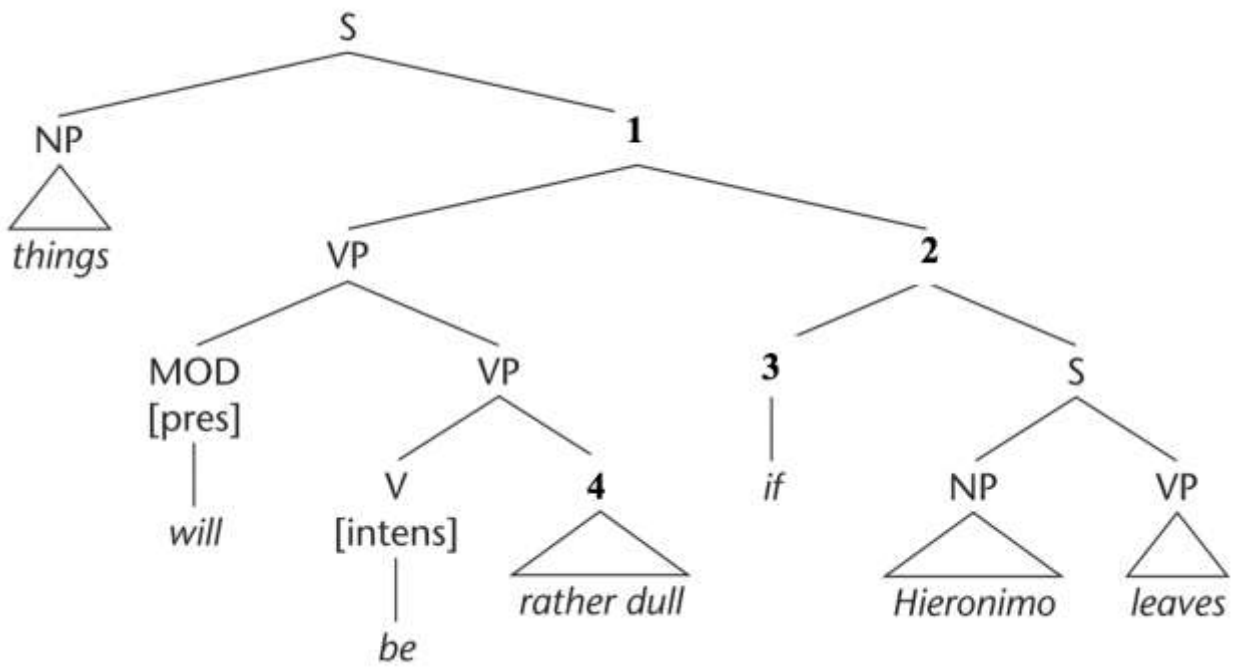 S
NP 1
things VP 2
MOD VP 3 S
[pres]
V 4 if NP VP
will [intens] rather dull Hieronimo leaves
be